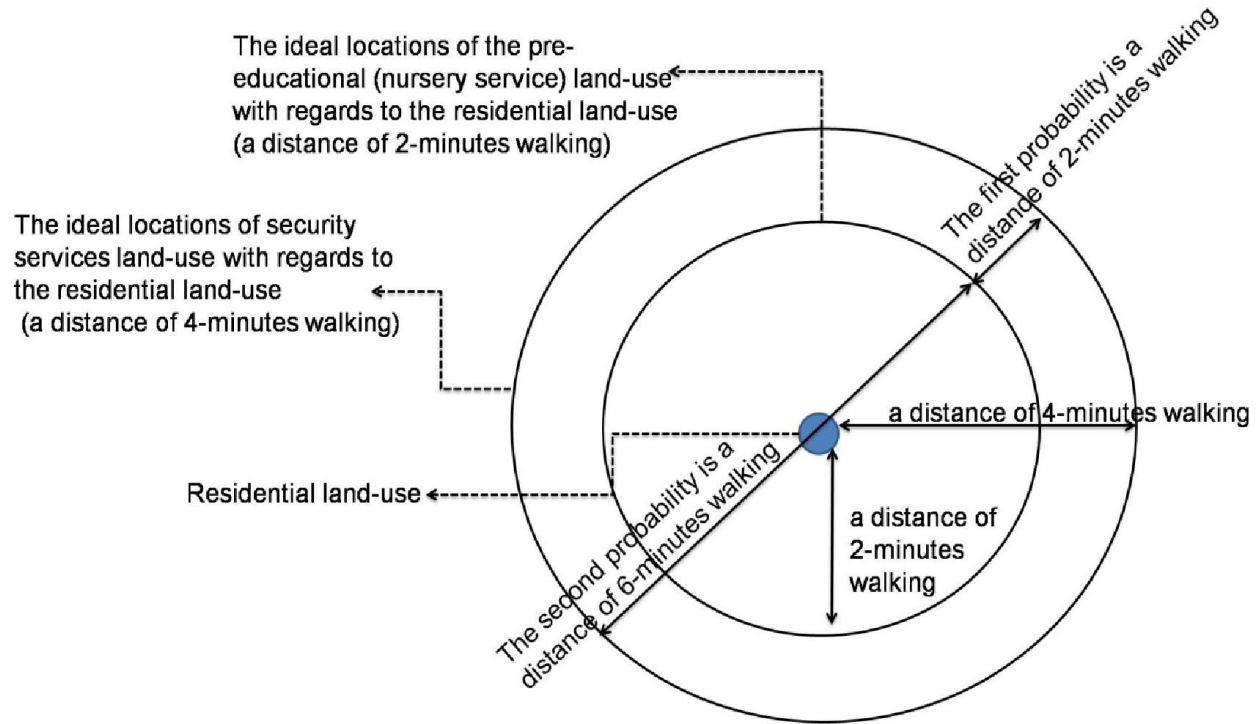 The ideal locations of the pre-
educational (nursery service) land-use
with regards to the residential land-use
(a distance of 2-minutes walking)
The first probability is a
distance of 2-minutes walking
The ideal locations of security
services land-use with regards to
the residential land-use
(a distance of 4-minutes walking)
a distance of 4-minutes walking
Residential land-use
The second probability is a
distance of 6-minutes walking
a distance of
2-minutes
walking